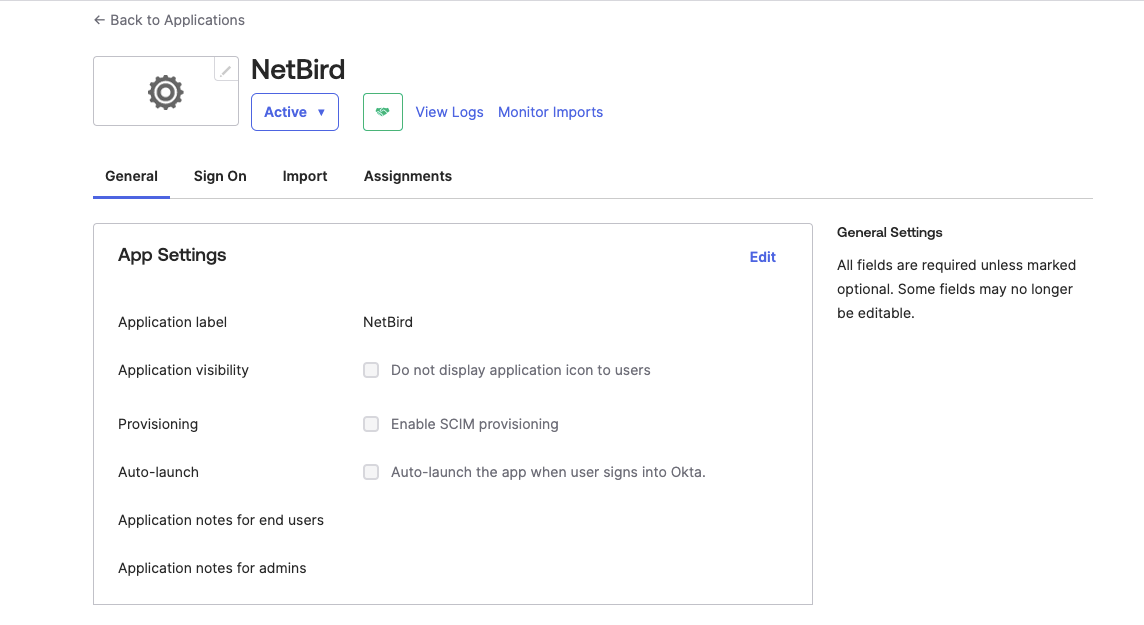 ← Back to Applications
NetBird
Active ▼
View Logs Monitor Imports
General Sign On Import Assignments
App Settings
Edit
Application label NetBird
Application visibility Do not display application icon to users
Provisioning Enable SCIM provisioning
Auto-launch Auto-launch the app when user signs into Okta.
Application notes for end users
Application notes for admins
General Settings
All fields are required unless marked
optional. Some fields may no longer
be editable.